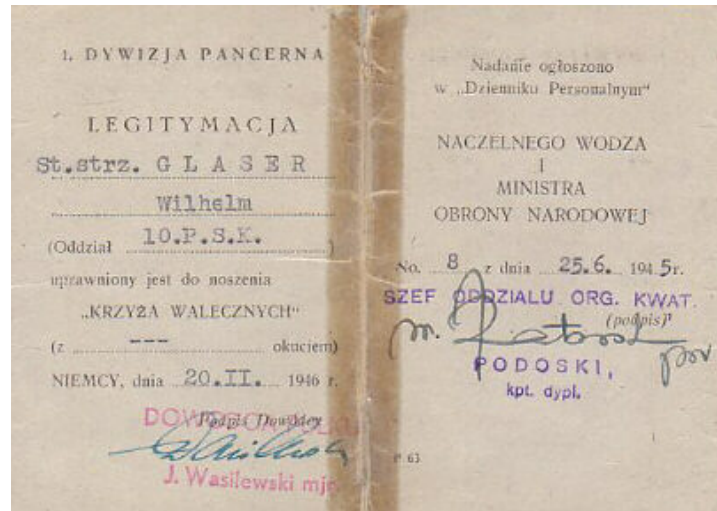 1. DYWIZJA PANCERNA
LEGITYMACJA
St.strz. G L A S E R
Wilhelm
(Oddział 10.P.S.K. )
uprawniony jest do noszenia
„KRZYŻA WALECZNYCH"
(z --- okuciem)
NIEMCY, dnia 20.II. 1946 r.
Podpis Dowódcy
J. Wasilewski mjr.
Nadanie ogłoszono
w „Dzienniku Personalnym"
NACZELNEGO WODZA
I
MINISTRA
OBRONY NARODOWEJ
No. 8 z dnia 25.6. 1945r.
SZEF ODDZIALU ORG. KWAT.
(podpis)
PODOSKI,
kpt. dypl.
P 63